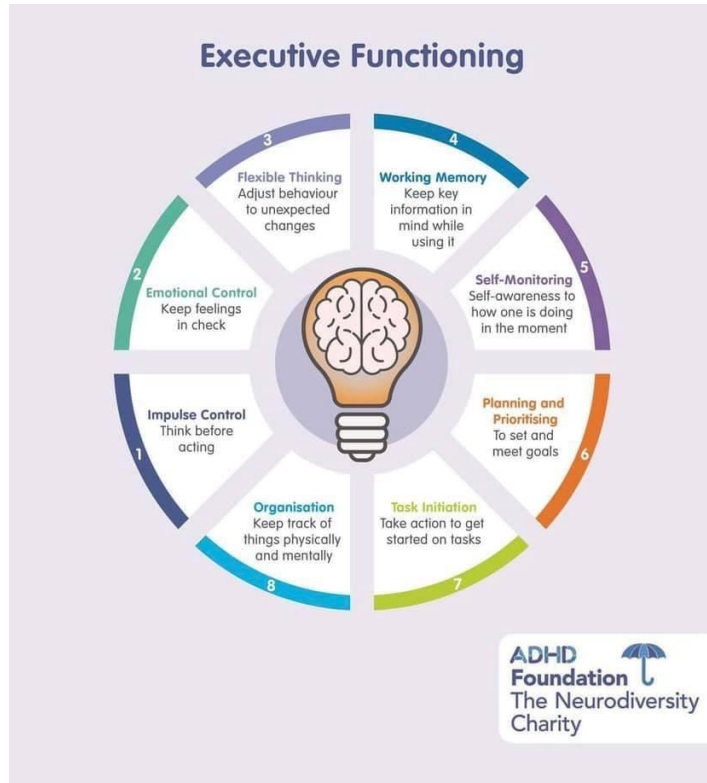 Executive Functioning
1
Impulse Control
Think before
acting
2
Emotional Control
Keep feelings
in check
3
Flexible Thinking
Adjust behaviour
to unexpected
changes
4
Working Memory
Keep key
information in
mind while
using it
5
Self-Monitoring
Self-awareness to
how one is doing
in the moment
6
Planning and
Prioritising
To set and
meet goals
7
Task Initiation
Take action to get
started on tasks
8
Organisation
Keep track of
things physically
and mentally
ADHD
Foundation
The Neurodiversity
Charity